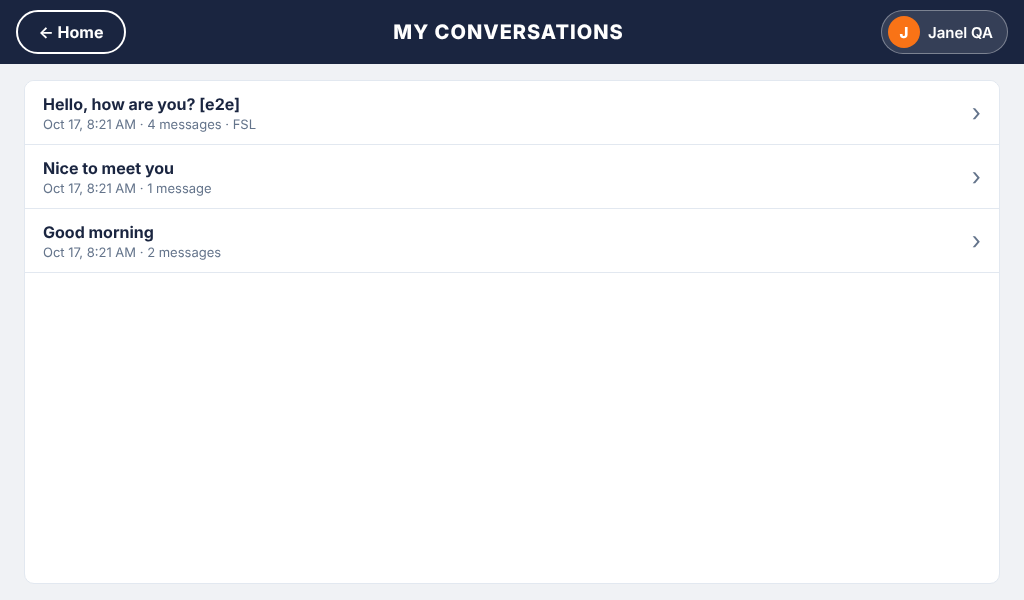 ← Home
MY CONVERSATIONS
J
Janel QA
Hello, how are you? [e2e]
Oct 17, 8:21 AM · 4 messages · FSL
Nice to meet you
Oct 17, 8:21 AM · 1 message
Good morning
Oct 17, 8:21 AM · 2 messages